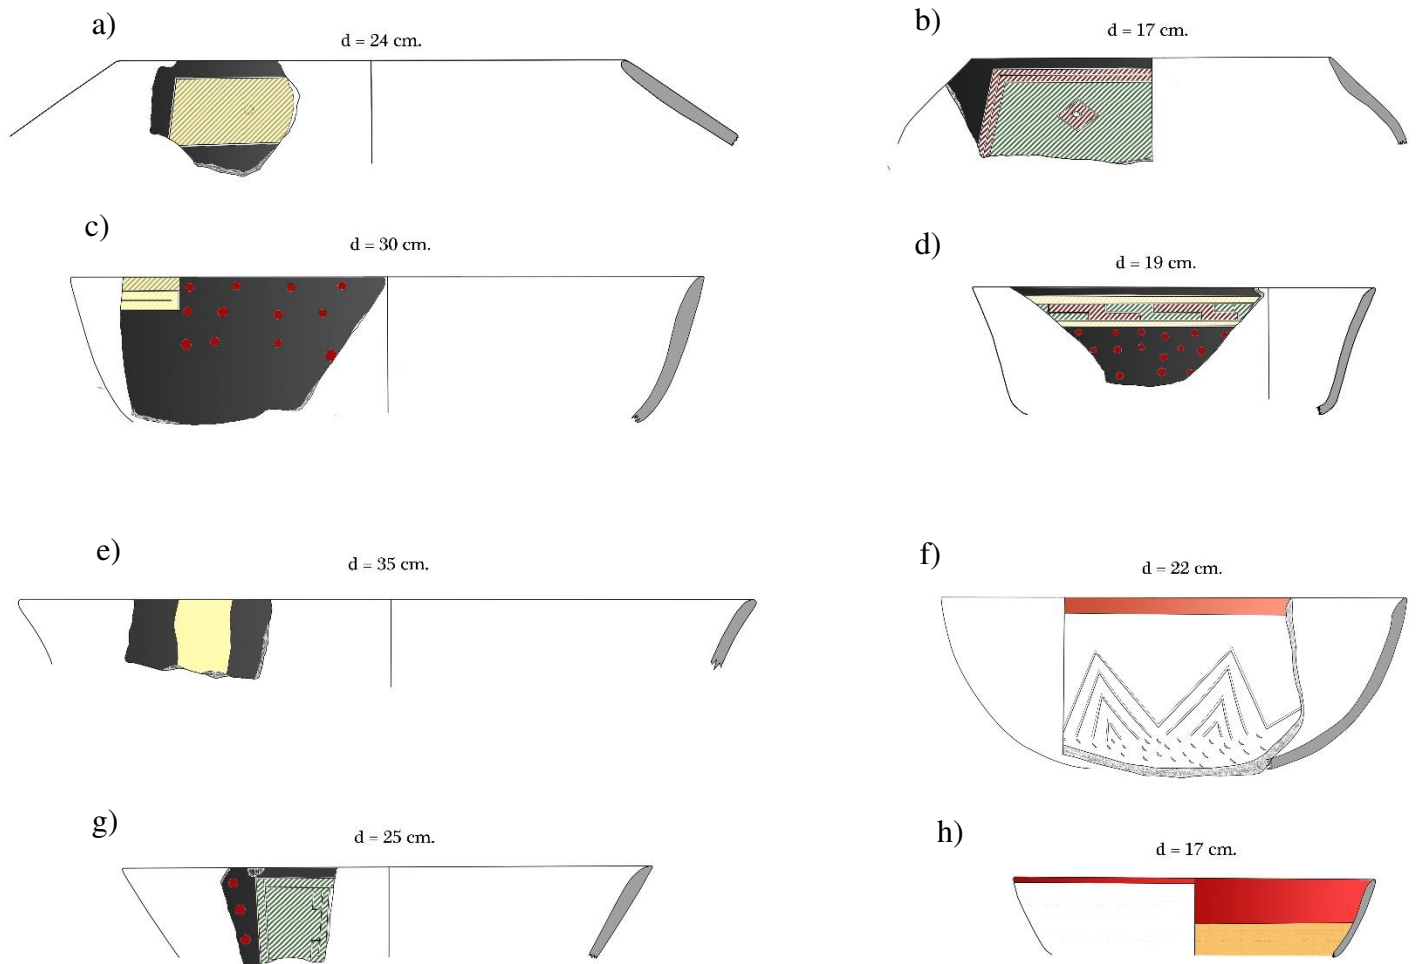 a)
d = 24 cm.
b)
d = 17 cm.
c)
d = 30 cm.
d)
d = 19 cm.
e)
d = 35 cm.
f)
d = 22 cm.
g)
d = 25 cm.
h)
d = 17 cm.